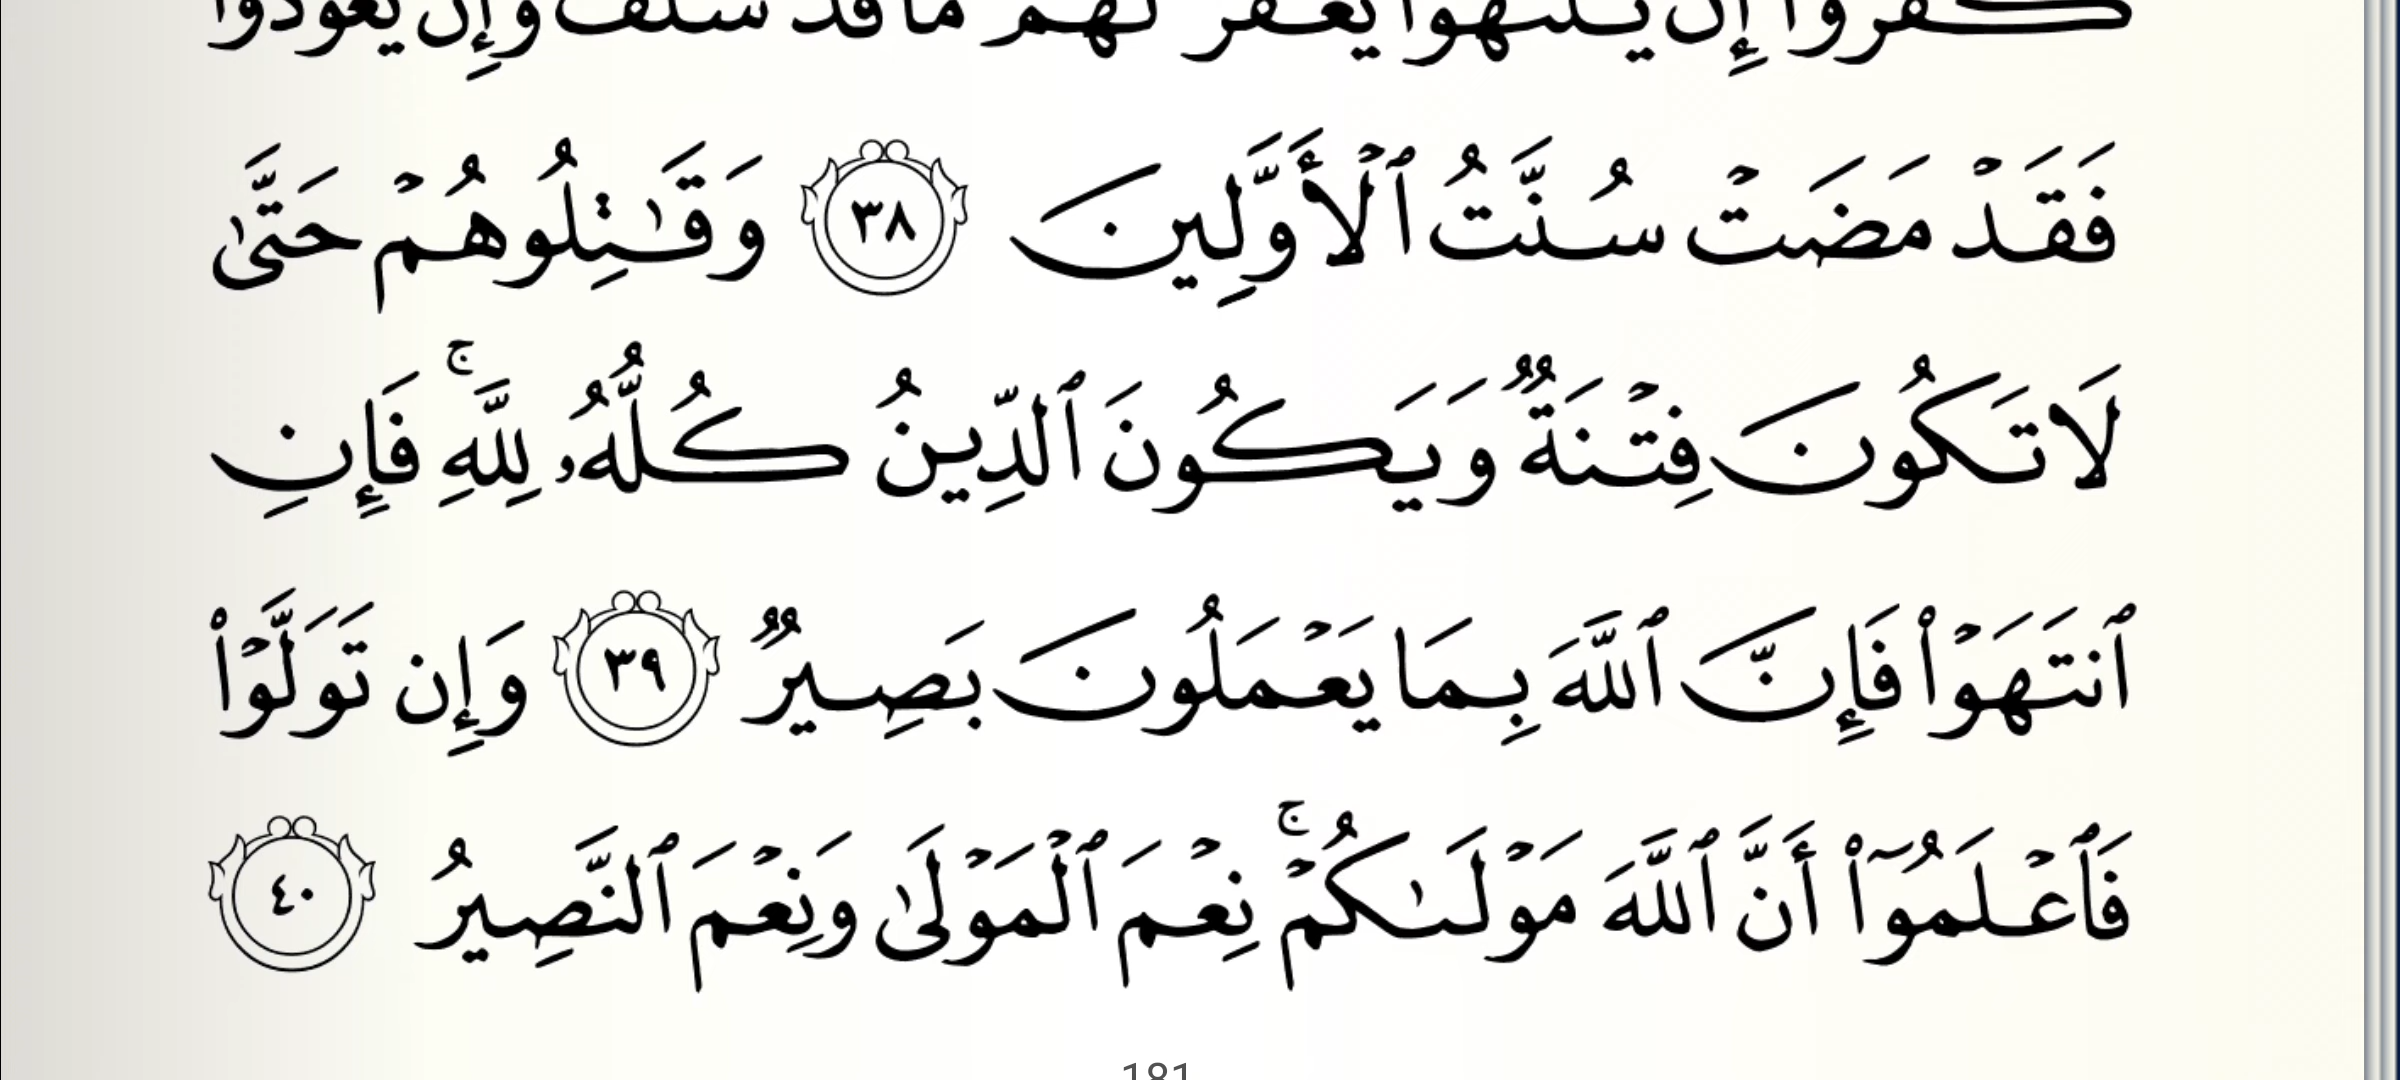 كَفَرُوٓا۟ إِن يَنتَهُوا۟ يُغْفَرْ لَهُم مَّا قَدْ سَلَفَ وَإِن يَعُودُوا۟
فَقَدْ مَضَتْ سُنَّتُ ٱلْأَوَّلِينَ ٣٨ وَقَٰتِلُوهُمْ حَتَّىٰ
لَا تَكُونَ فِتْنَةٌ وَيَكُونَ ٱلدِّينُ كُلُّهُۥ لِلَّهِ ۚ فَإِنِ
ٱنتَهَوْا۟ فَإِنَّ ٱللَّهَ بِمَا يَعْمَلُونَ بَصِيرٌ ٣٩ وَإِن تَوَلَّوْا۟
فَٱعْلَمُوٓا۟ أَنَّ ٱللَّهَ مَوْلَىٰكُمْ ۚ نِعْمَ ٱلْمَوْلَىٰ وَنِعْمَ ٱلنَّصِيرُ ٤٠
181